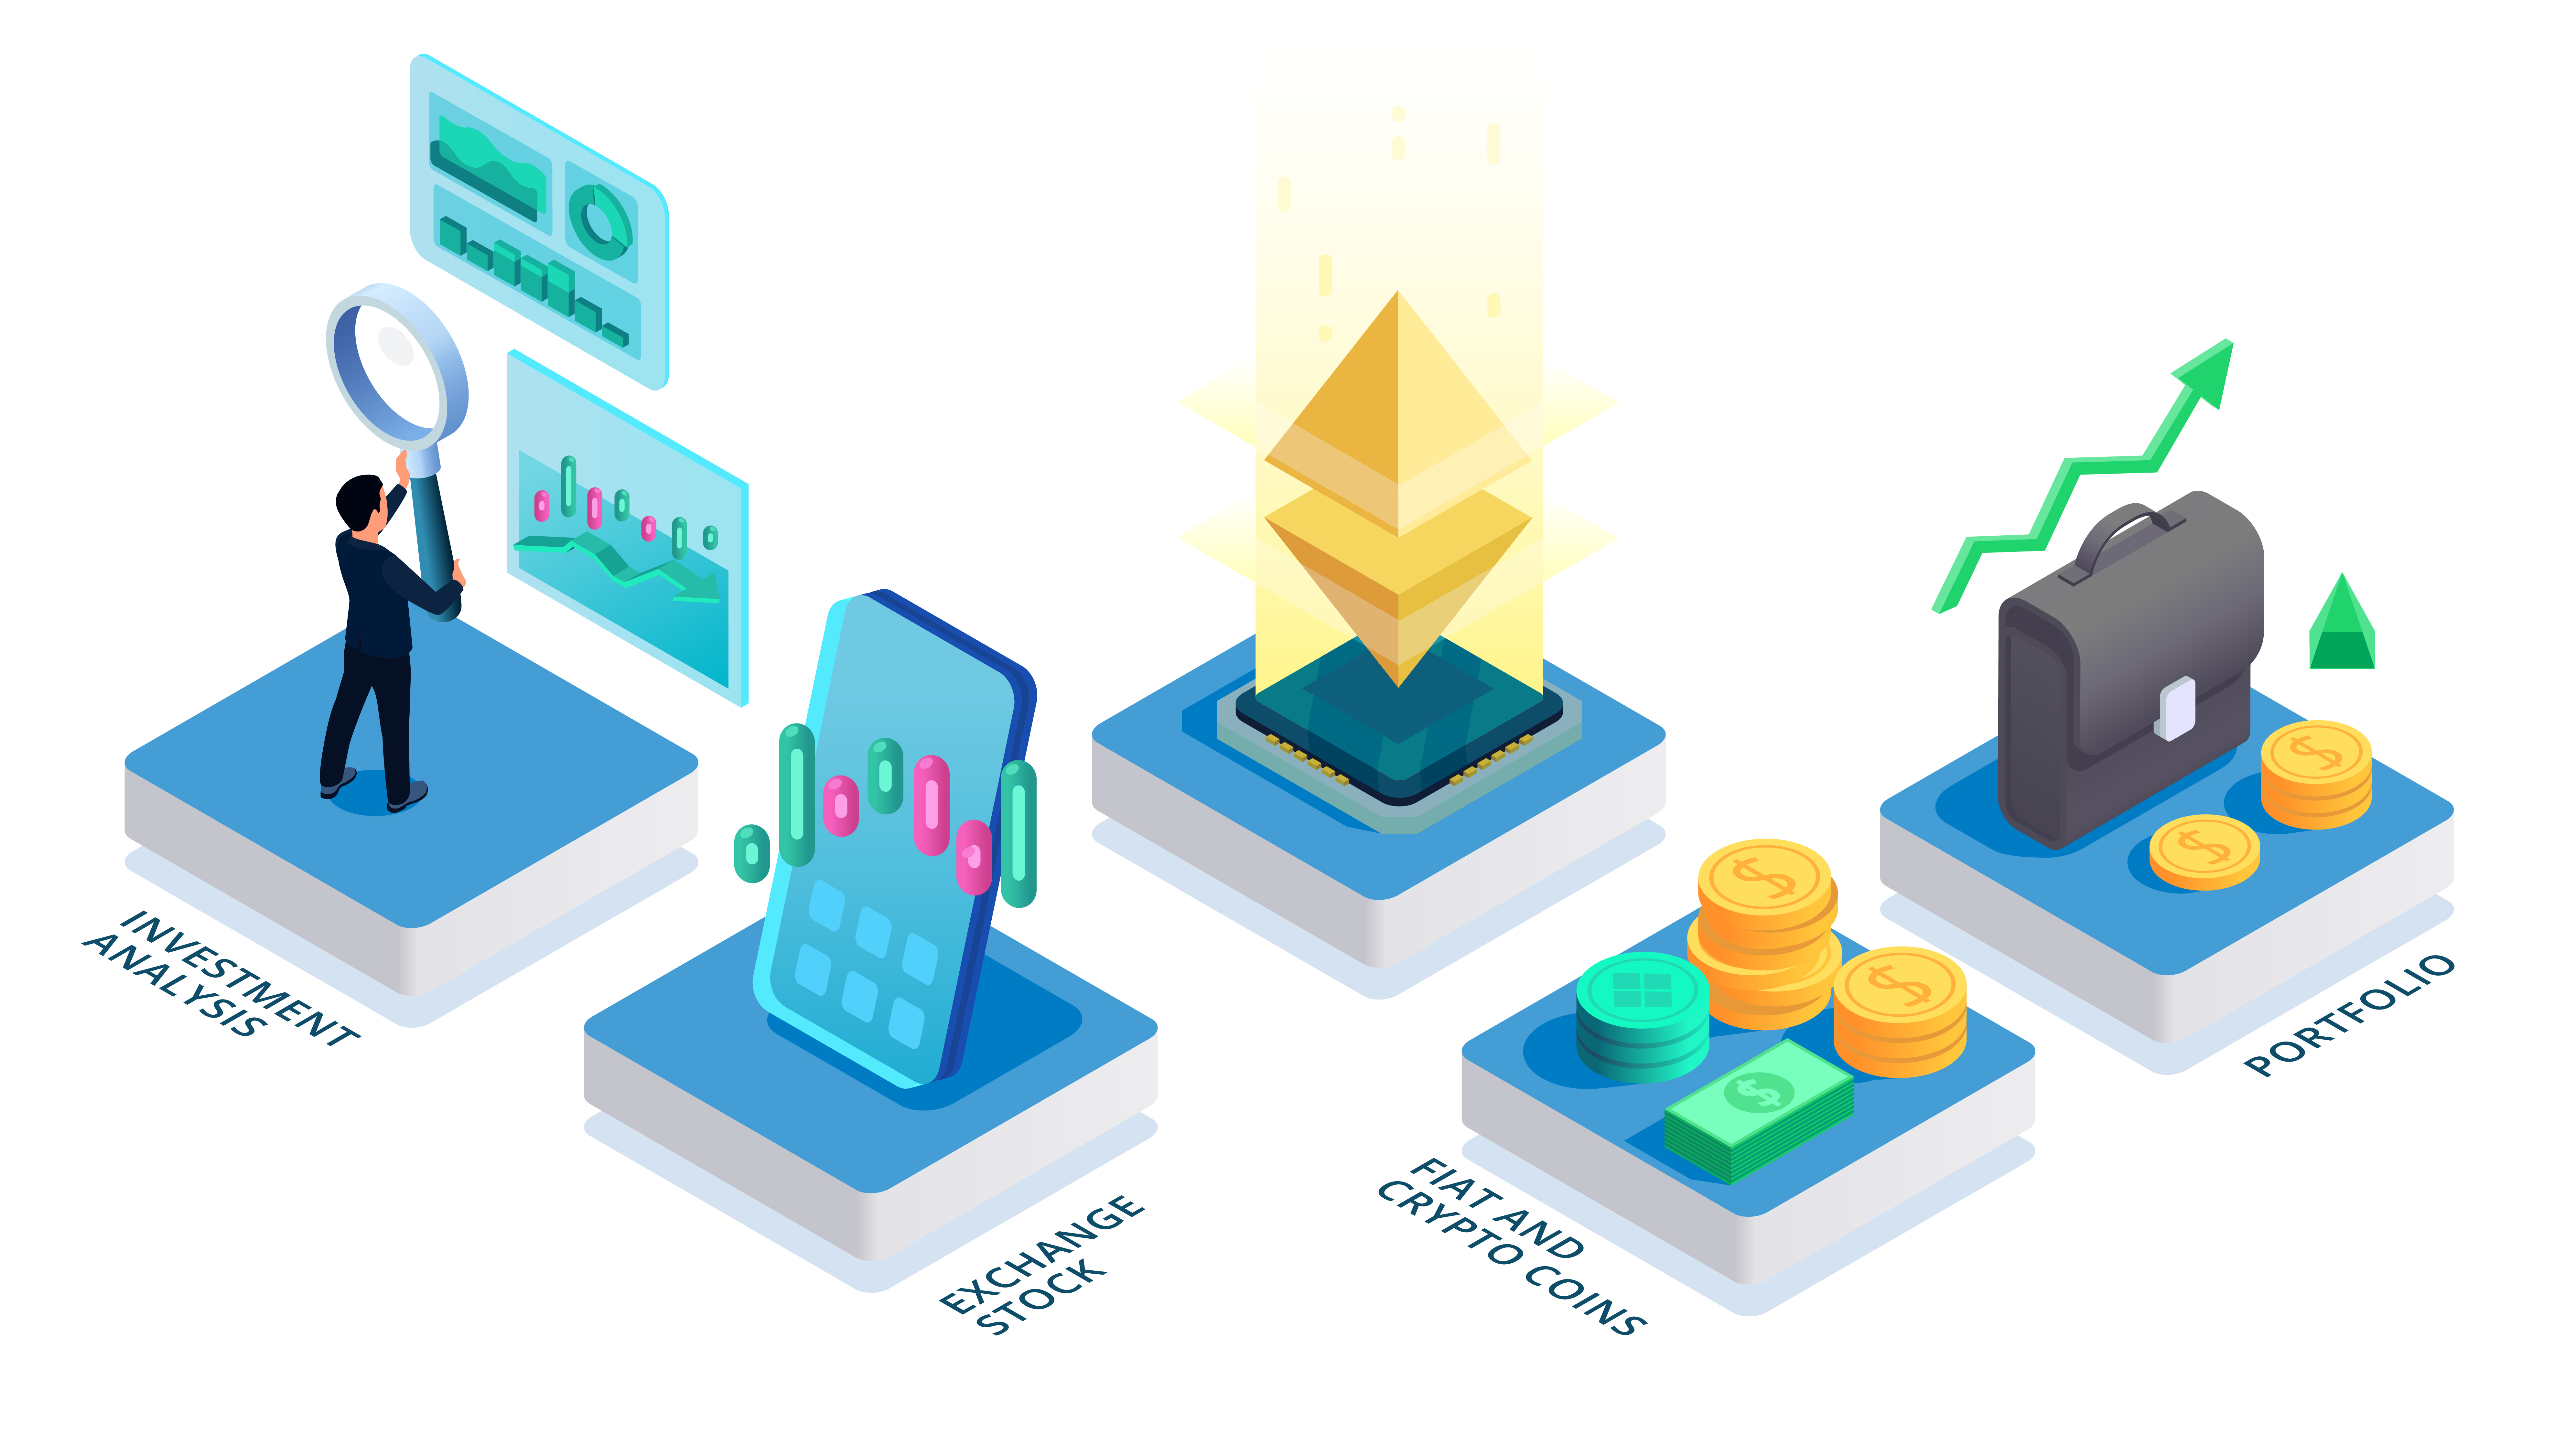 INVESTMENT
ANALYSIS
EXCHANGE
STOCK
FIAT AND
CRYPTO COINS
PORTFOLIO